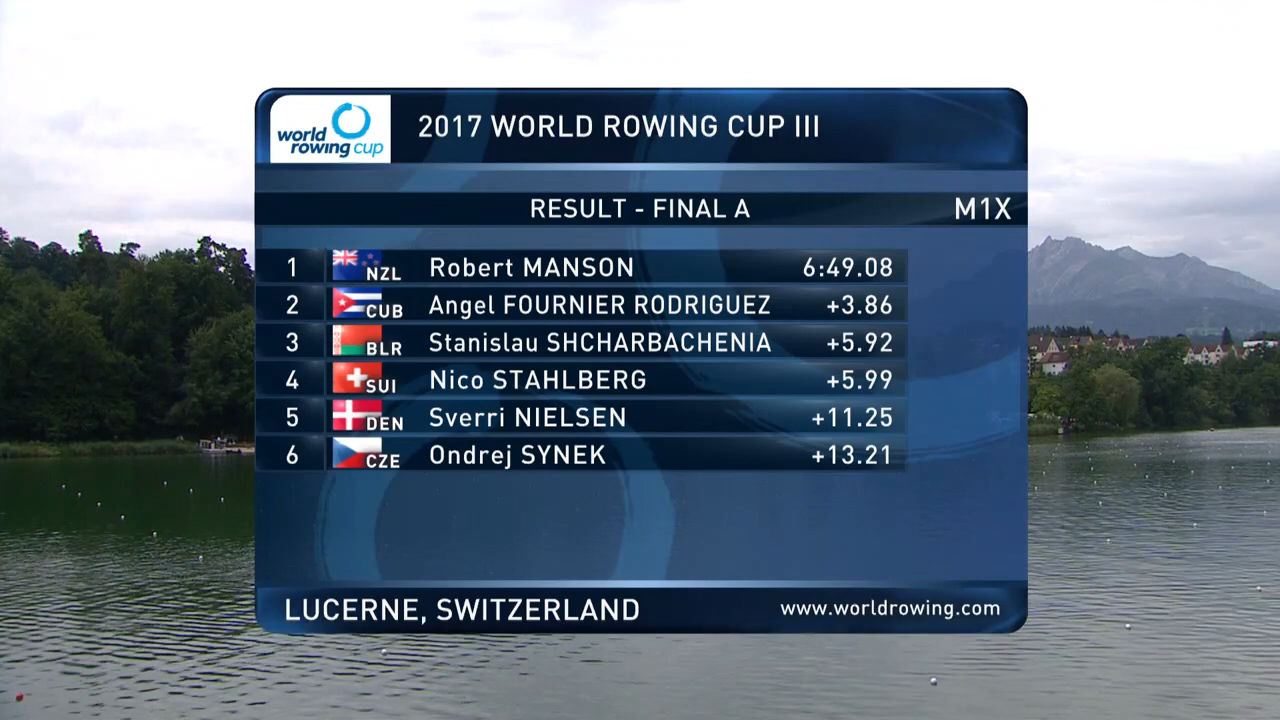 world
rowing cup
2017 WORLD ROWING CUP III
RESULT - FINAL A M1X
1 NZL Robert MANSON 6:49.08
2 CUB Angel FOURNIER RODRIGUEZ +3.86
3 BLR Stanislau SHCHARBACHENIA +5.92
4 SUI Nico STAHLBERG +5.99
5 DEN Sverri NIELSEN +11.25
6 CZE Ondrej SYNEK +13.21
LUCERNE, SWITZERLAND www.worldrowing.com